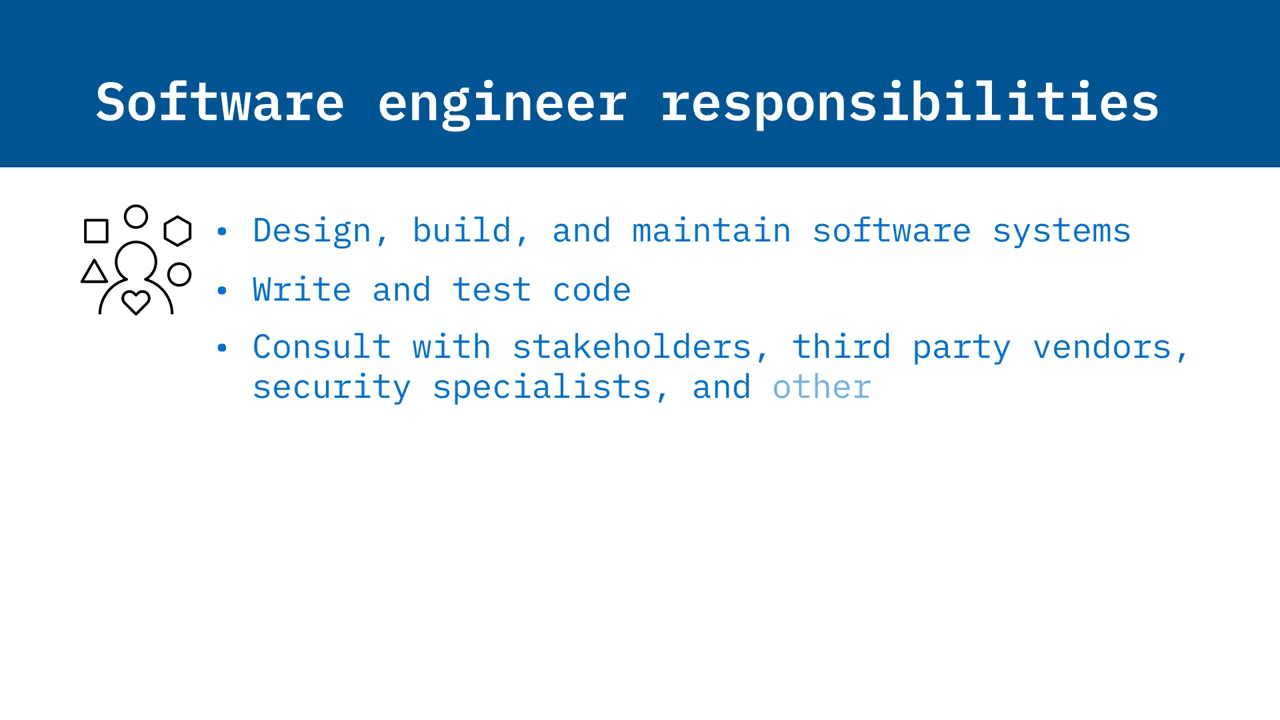 Software engineer responsibilities
• Design, build, and maintain software systems
• Write and test code
• Consult with stakeholders, third party vendors,
security specialists, and other